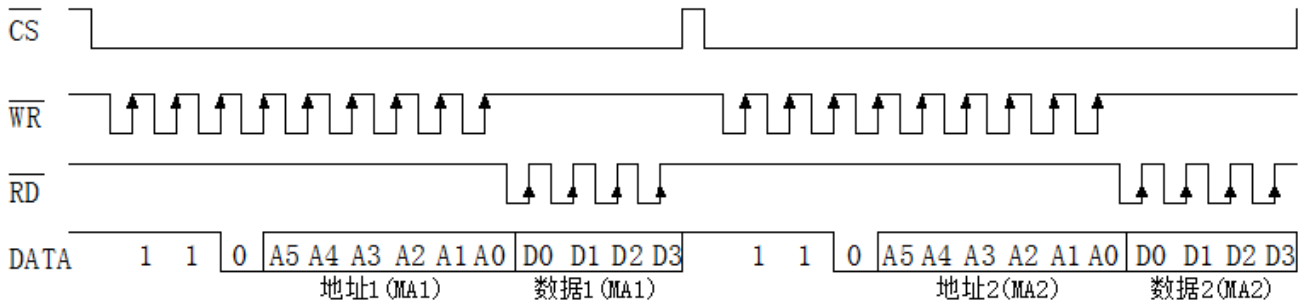 CS
WR
RD
DATA 1 1 0 A5 A4 A3 A2 A1 A0 D0 D1 D2 D3 1 1 0 A5 A4 A3 A2 A1 A0 D0 D1 D2 D3
地址1(MA1) 数据1(MA1) 地址2(MA2) 数据2(MA2)